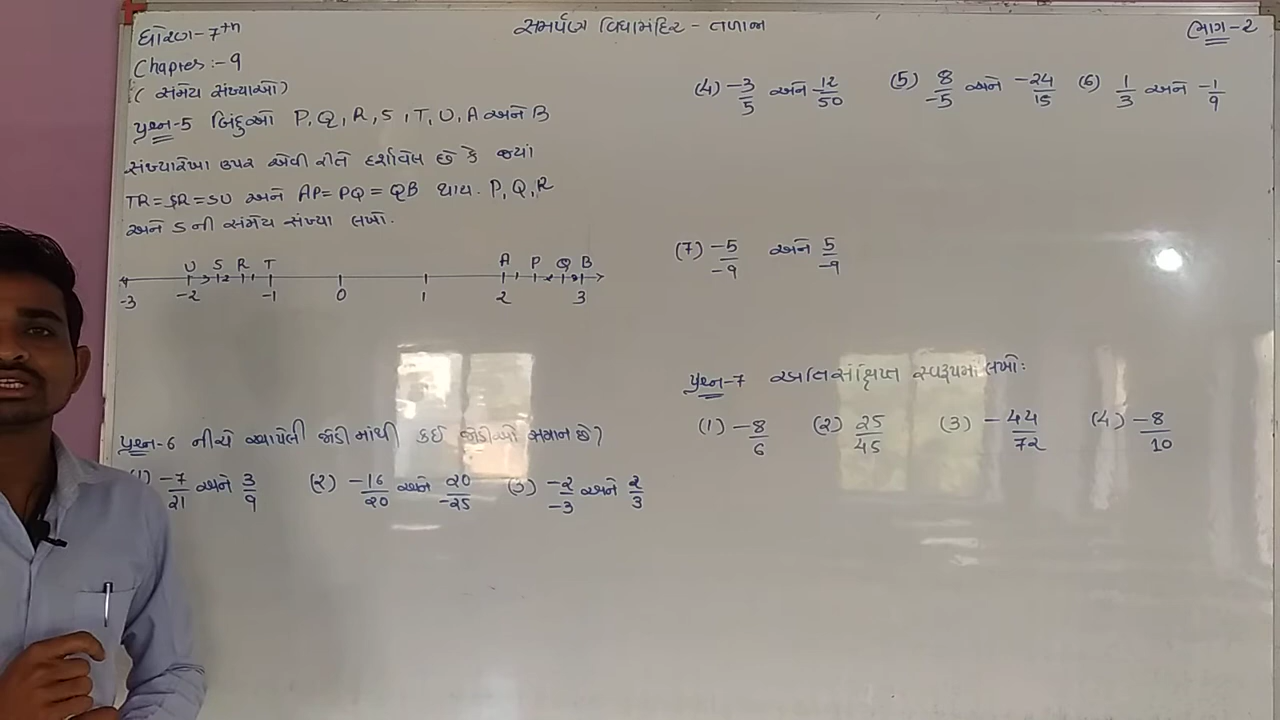 ધોરણ-7th
સમર્પણ વિદ્યામંદિર - તળાજા
ભાગ-2
Chapter :- 9
( સંમેય સંખ્યાઓ)
પ્રશ્ન-5 બિંદુઓ P, Q, R, S, T, U, A અને B
સંખ્યારેખા ઉપર એવી રીતે દર્શાવેલ છે કે જ્યાં
TR = SR = SU અને AP = PQ = QB થાય. P, Q, R
અને S ની સંમેય સંખ્યા લખો.
U S R T A P Q B
-3 -2 -1 0 1 2 3
પ્રશ્ન-6 નીચે આપેલી જોડી માંથી કઈ જોડીઓ સમાન છે?
(1) -7/21 અને 3/9 (2) -16/20 અને 20/-25 (3) -2/-3 અને 2/3
(4) -3/5 અને 12/50 (5) 8/-5 અને -24/15 (6) 1/3 અને -1/9
(7) -5/-9 અને 5/-9
પ્રશ્ન-7 અતિસંક્ષિપ્ત સ્વરૂપમાં લખો:
(1) -8/6 (2) 25/45 (3) -44/72 (4) -8/10